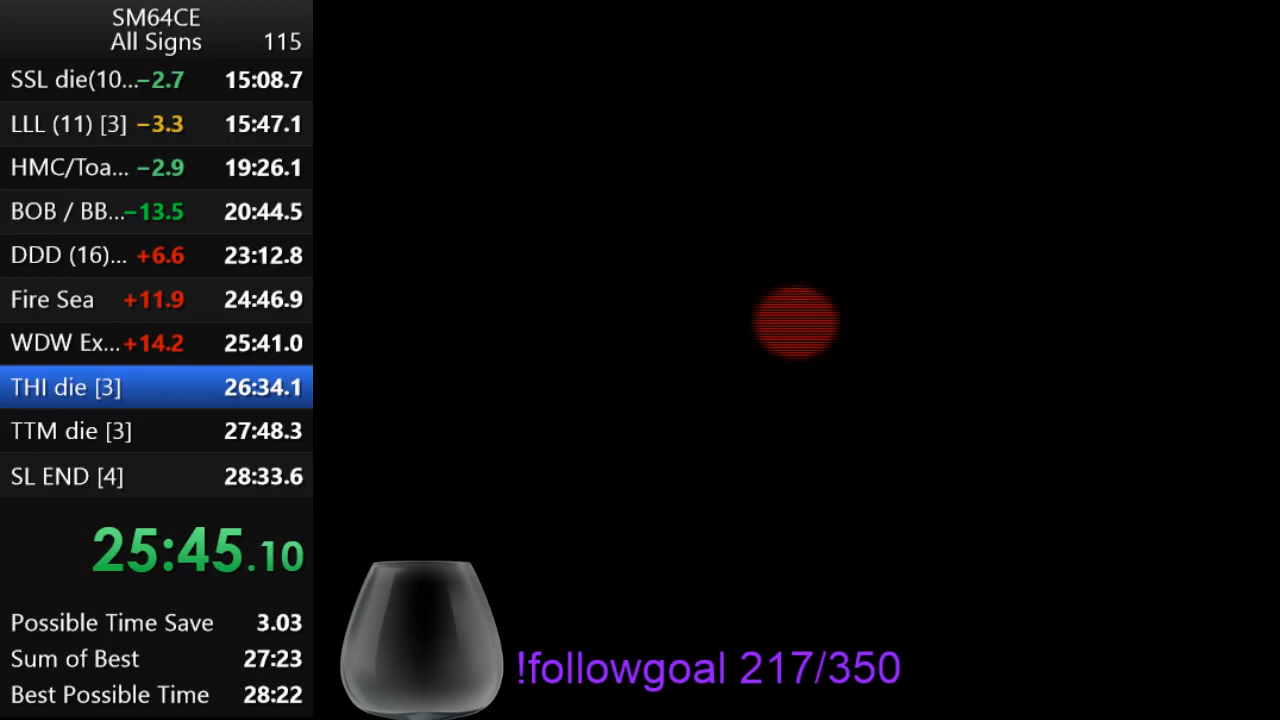 SM64CE
All Signs 115
SSL die(10... −2.7 15:08.7
LLL (11) [3] −3.3 15:47.1
HMC/Toa... −2.9 19:26.1
BOB / BB... −13.5 20:44.5
DDD (16)... +6.6 23:12.8
Fire Sea +11.9 24:46.9
WDW Ex... +14.2 25:41.0
THI die [3] 26:34.1
TTM die [3] 27:48.3
SL END [4] 28:33.6
25:45.10
Possible Time Save 3.03
Sum of Best 27:23
Best Possible Time 28:22
!followgoal 217/350